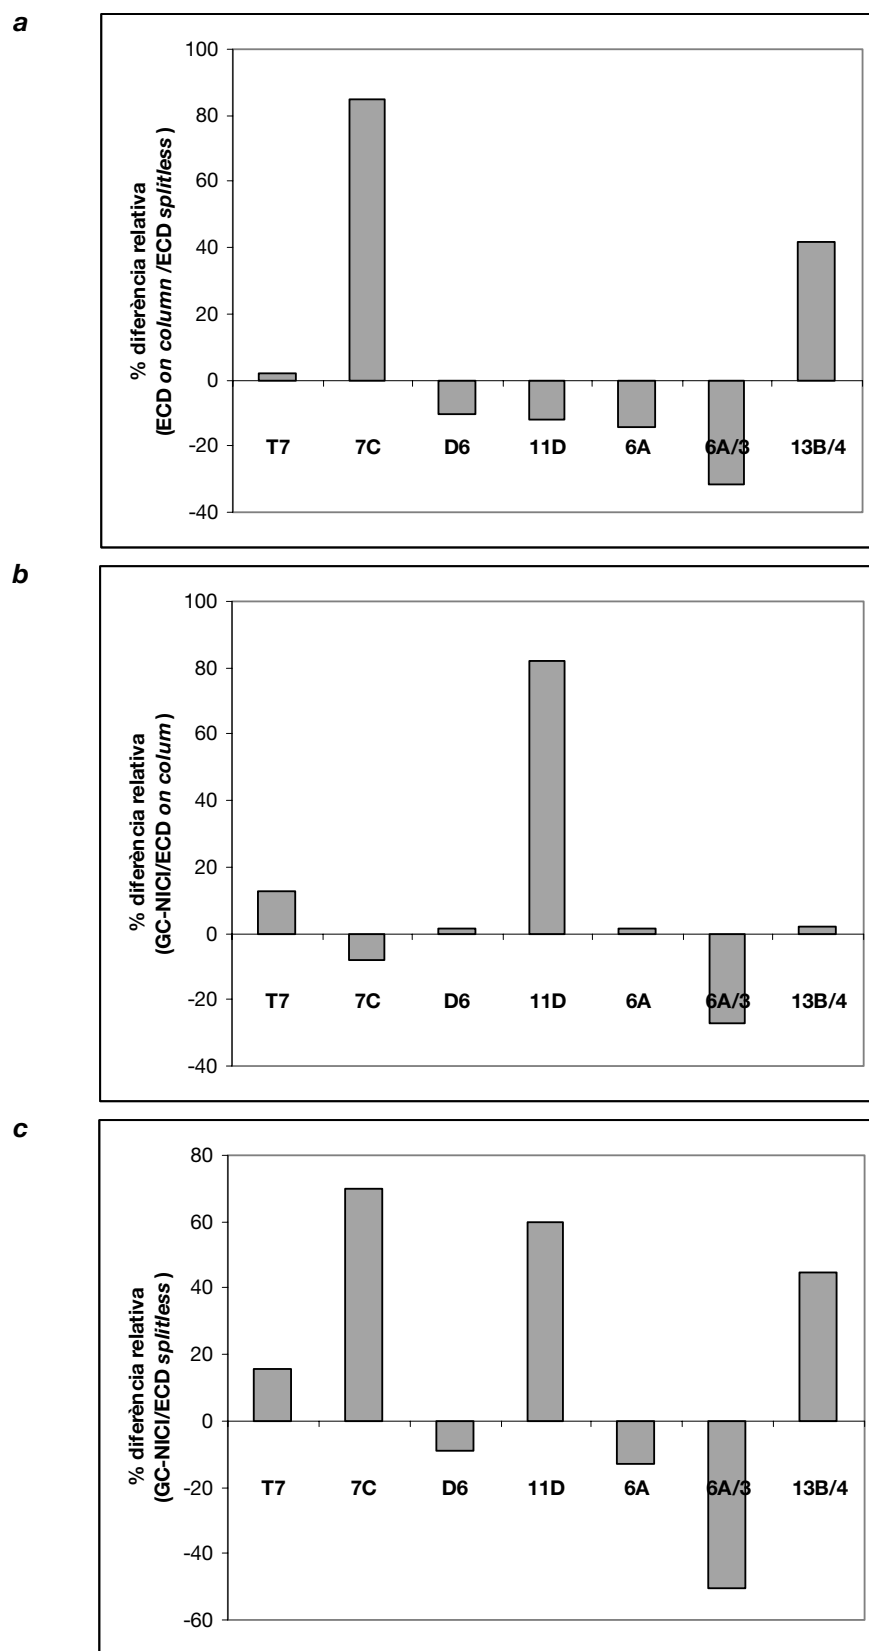 a
% diferència relativa
(ECD on column /ECD splitless )
100
80
60
40
20
0
-20
-40
T7 7C D6 11D 6A 6A/3 13B/4
b
% diferència relativa
(GC-NICI/ECD on colum )
100
80
60
40
20
0
-20
-40
T7 7C D6 11D 6A 6A/3 13B/4
c
% diferència relativa
(GC-NICI/ECD splitless )
80
60
40
20
0
-20
-40
-60
T7 7C D6 11D 6A 6A/3 13B/4